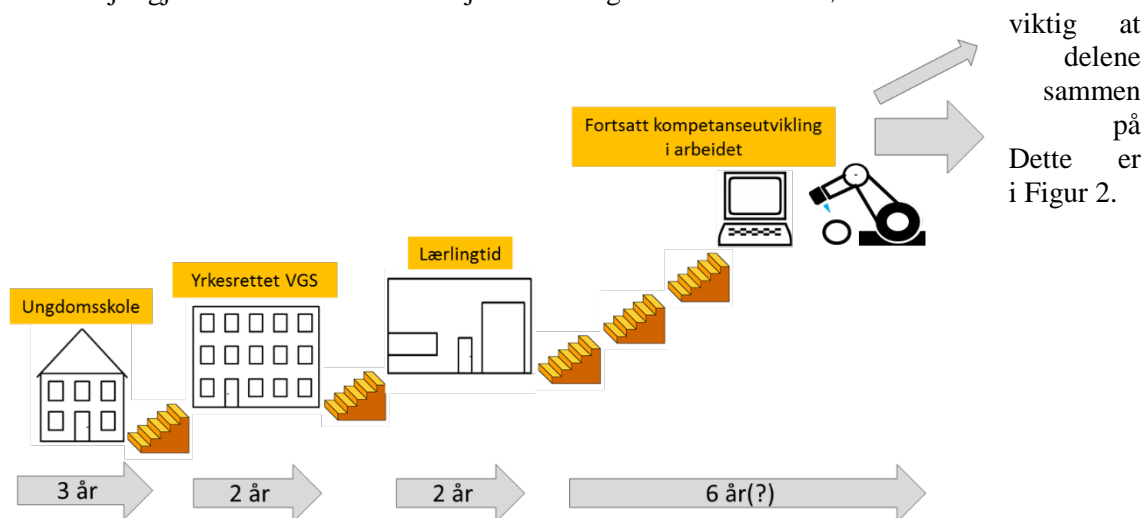 viktig at
delene
sammen
på
Dette er
i Figur 2.
Fortsatt kompetanseutvikling
i arbeidet
Lærlingtid
Yrkesrettet VGS
Ungdomsskole
3 år
2 år
2 år
6 år(?)